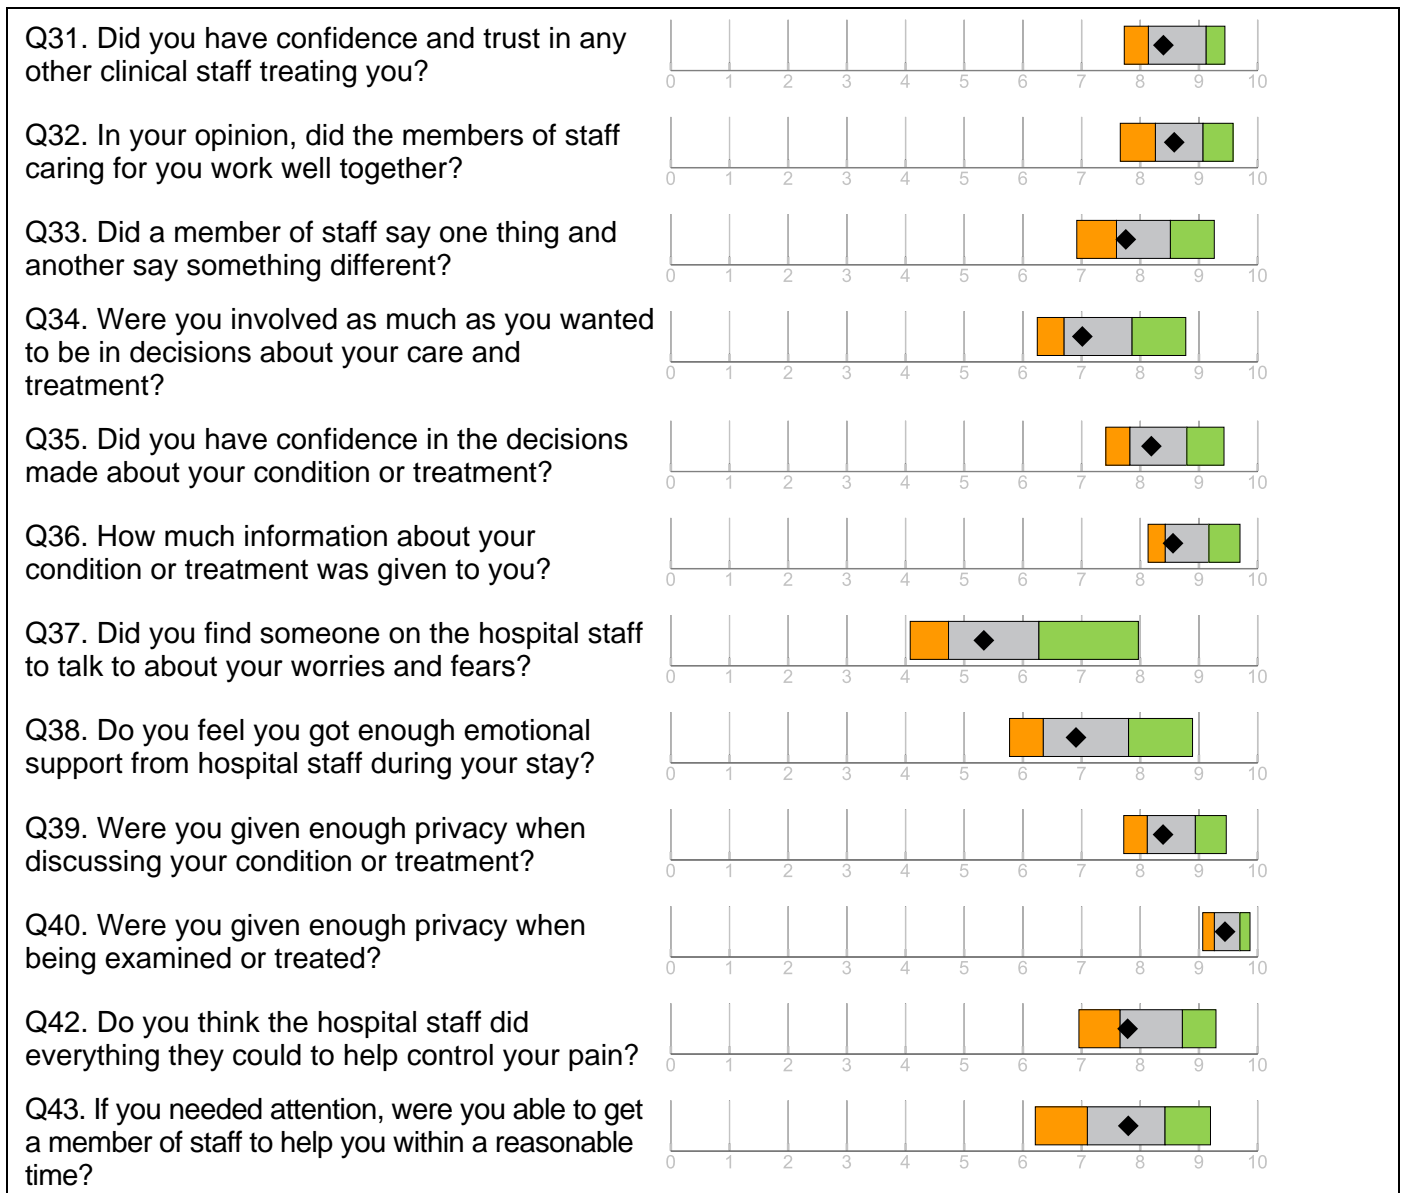 Q31. Did you have confidence and trust in any
other clinical staff treating you?
0 1 2 3 4 5 6 7 8 9 10
Q32. In your opinion, did the members of staff
caring for you work well together?
0 1 2 3 4 5 6 7 8 9 10
Q33. Did a member of staff say one thing and
another say something different?
0 1 2 3 4 5 6 7 8 9 10
Q34. Were you involved as much as you wanted
to be in decisions about your care and
treatment?
0 1 2 3 4 5 6 7 8 9 10
Q35. Did you have confidence in the decisions
made about your condition or treatment?
0 1 2 3 4 5 6 7 8 9 10
Q36. How much information about your
condition or treatment was given to you?
0 1 2 3 4 5 6 7 8 9 10
Q37. Did you find someone on the hospital staff
to talk to about your worries and fears?
0 1 2 3 4 5 6 7 8 9 10
Q38. Do you feel you got enough emotional
support from hospital staff during your stay?
0 1 2 3 4 5 6 7 8 9 10
Q39. Were you given enough privacy when
discussing your condition or treatment?
0 1 2 3 4 5 6 7 8 9 10
Q40. Were you given enough privacy when
being examined or treated?
0 1 2 3 4 5 6 7 8 9 10
Q42. Do you think the hospital staff did
everything they could to help control your pain?
0 1 2 3 4 5 6 7 8 9 10
Q43. If you needed attention, were you able to get
a member of staff to help you within a reasonable
time?
0 1 2 3 4 5 6 7 8 9 10